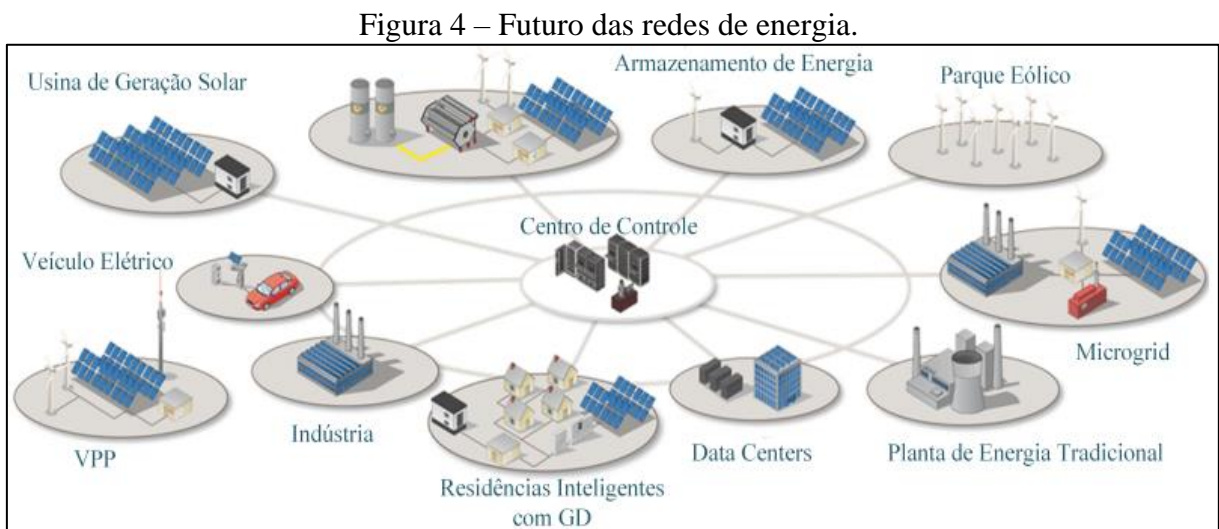 Figura 4 – Futuro das redes de energia.
Usina de Geração Solar
Armazenamento de Energia
Parque Eólico
Centro de Controle
Veículo Elétrico
Microgrid
VPP
Indústria
Residências Inteligentes
com GD
Data Centers
Planta de Energia Tradicional